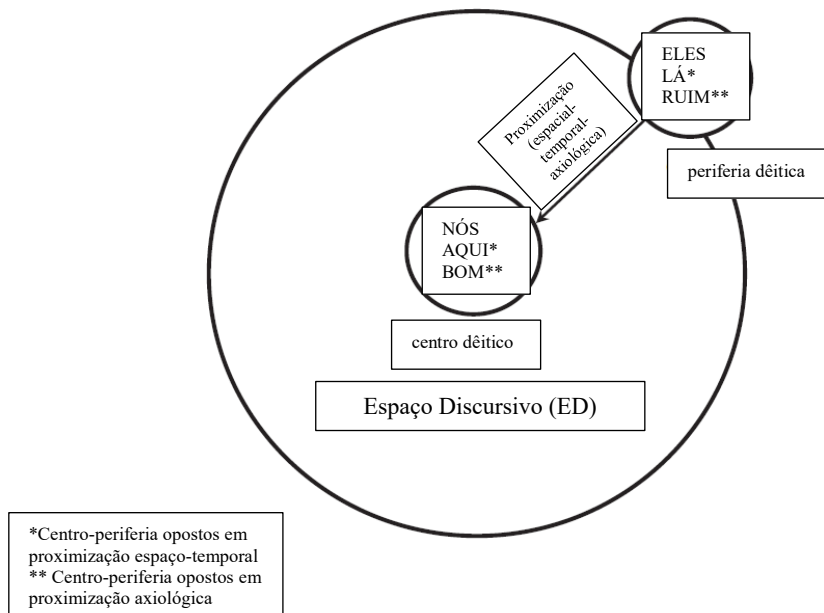 ELES
LÁ*
RUIM**
Proximização
(espacial-
temporal-
axiológica)
periferia dêitica
NÓS
AQUI*
BOM**
centro dêitico
Espaço Discursivo (ED)
*Centro-periferia opostos em
proximização espaço-temporal
** Centro-periferia opostos em
proximização axiológica